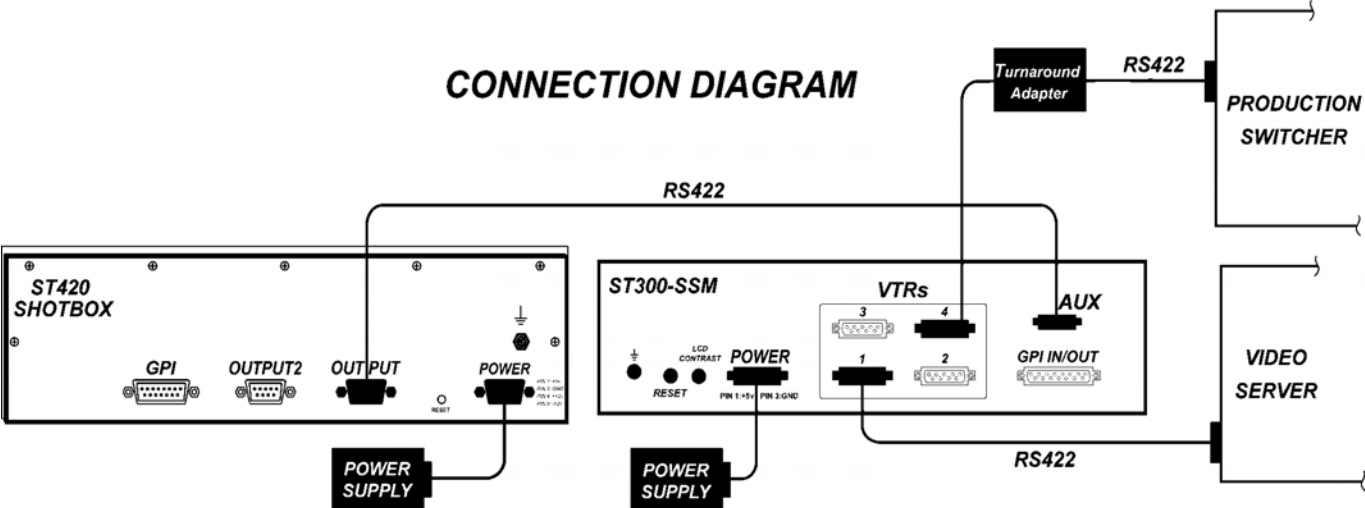 CONNECTION DIAGRAM
Turnaround
Adapter
RS422
PRODUCTION
SWITCHER
RS422
ST420
SHOTBOX
GPI
OUTPUT2
OUTPUT
RESET
POWER
POWER
SUPPLY
ST300-SSM
RESET
LCD
CONTRAST
POWER
PIN 1:+5v PIN 3:GND
VTRs
3
4
1
2
AUX
GPI IN/OUT
POWER
SUPPLY
RS422
VIDEO
SERVER